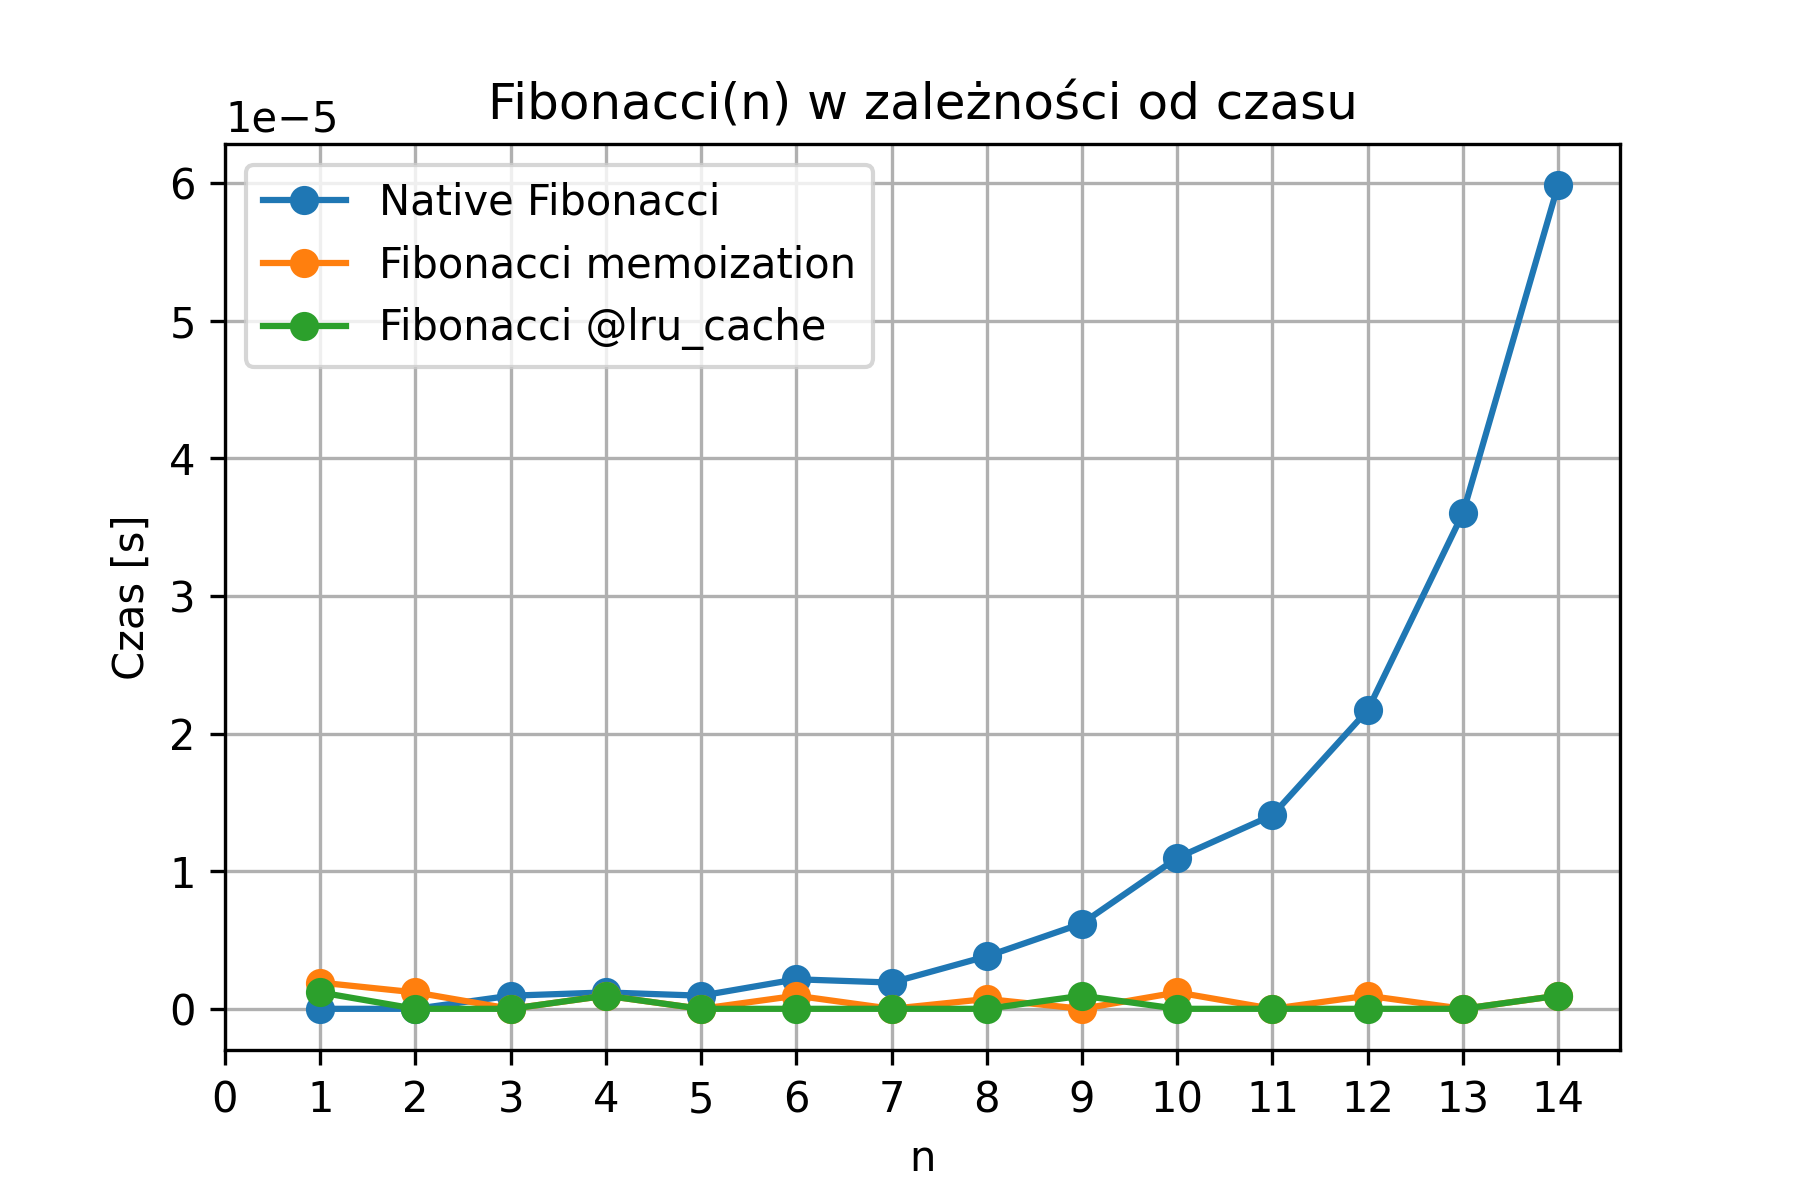 Fibonacci(n) w zależności od czasu
1e−5
Native Fibonacci
Fibonacci memoization
Fibonacci @lru_cache
6
5
4
3
2
1
0
Czas [s]
0 1 2 3 4 5 6 7 8 9 10 11 12 13 14
n